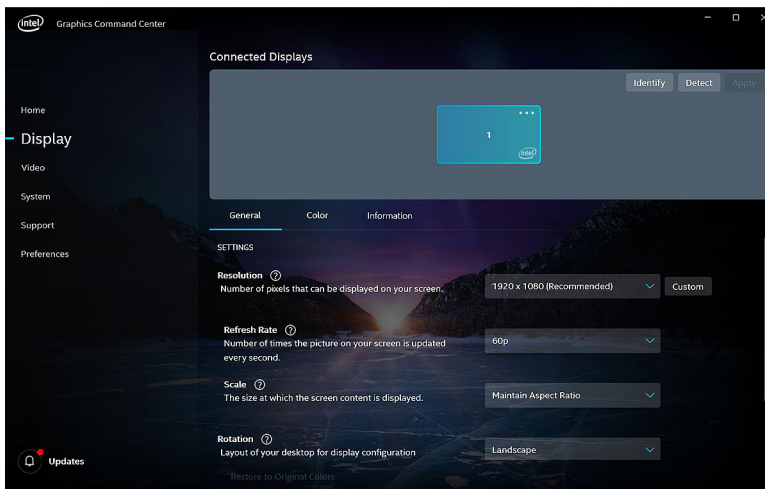 intel Graphics Command Center
Connected Displays
Identify Detect Apply
Home
Display
Video
System
Support
Preferences
Updates
1
intel
General Color Information
SETTINGS
Resolution ?
Number of pixels that can be displayed on your screen.
1920 x 1080 (Recommended)
Custom
Refresh Rate ?
Number of times the picture on your screen is updated
every second.
60p
Scale ?
The size at which the screen content is displayed.
Maintain Aspect Ratio
Rotation ?
Layout of your desktop for display configuration
Landscape
Restore to Original Colors